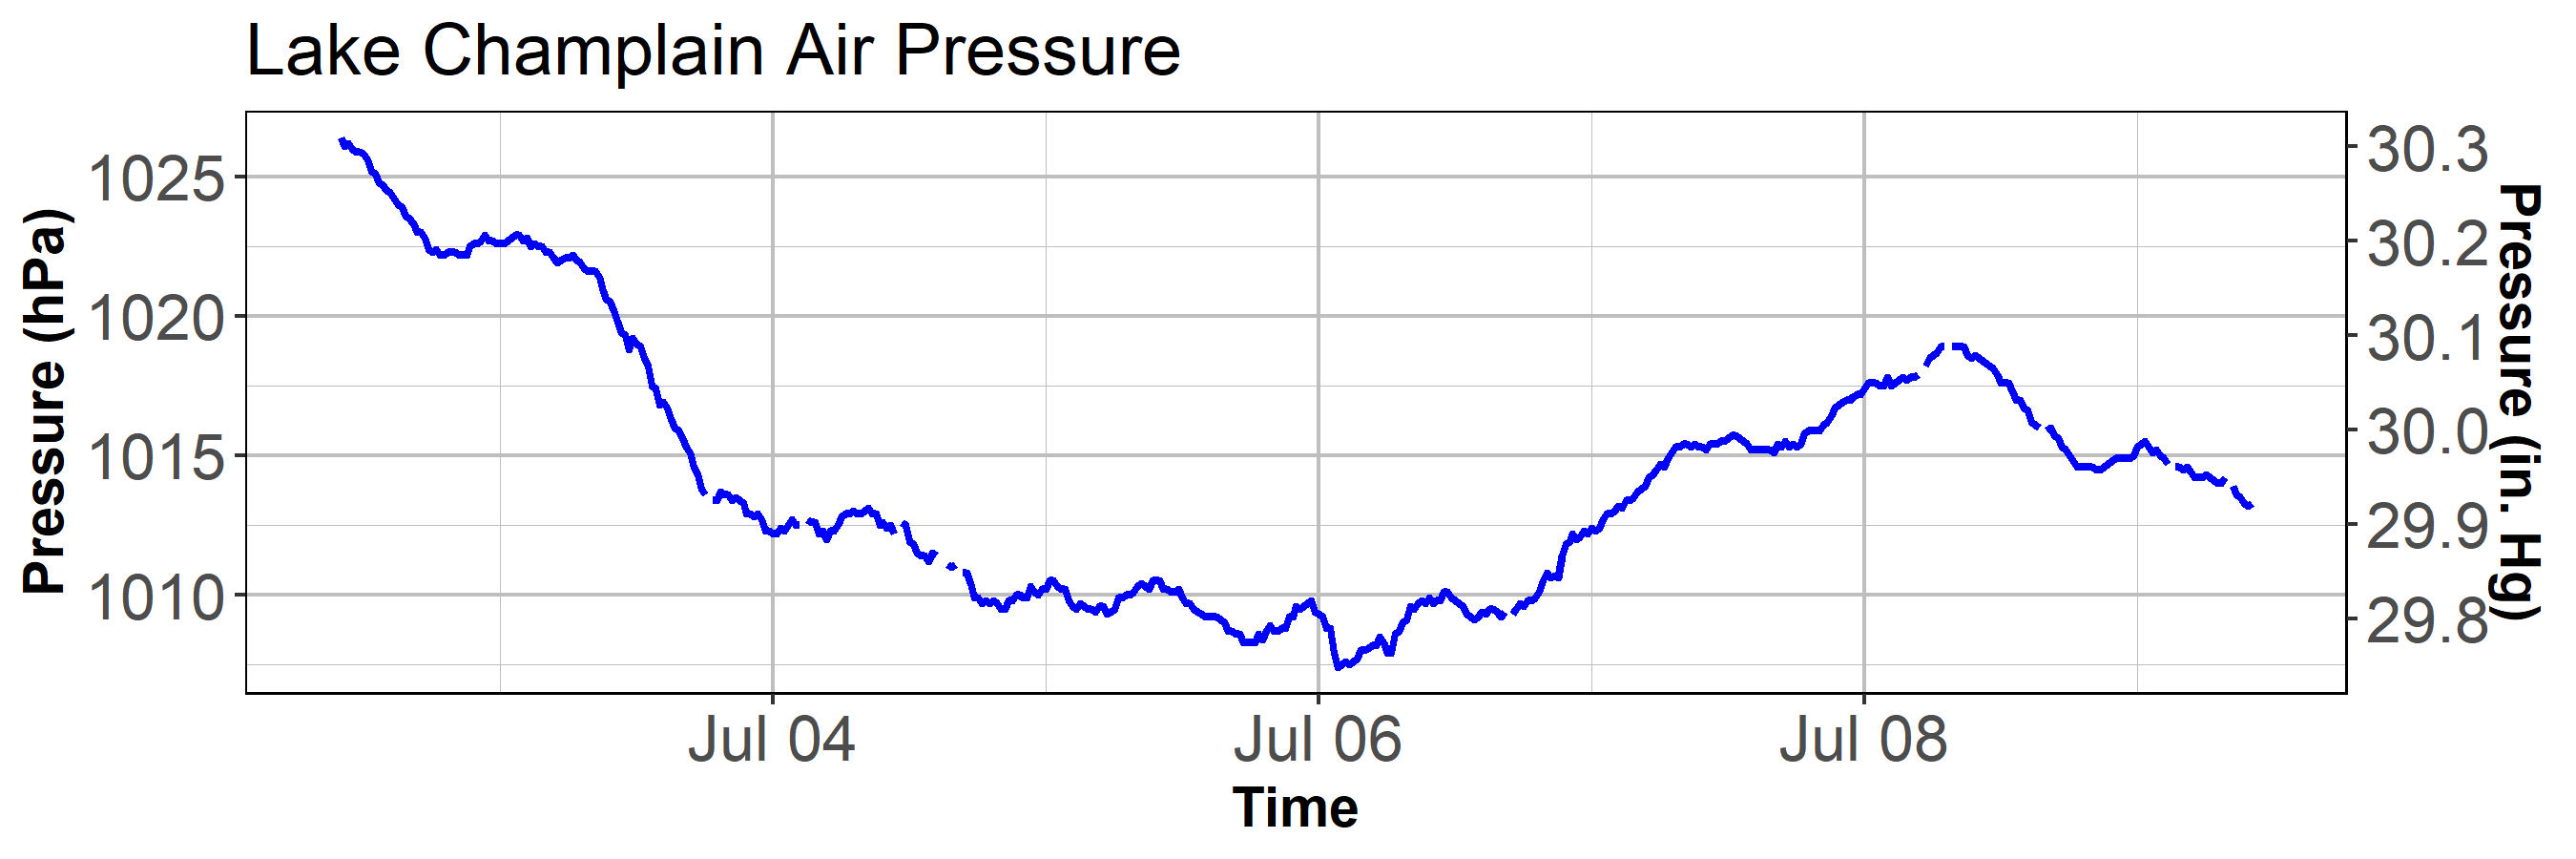 Lake Champlain Air Pressure
Pressure (hPa)
1025
1020
1015
1010
30.3
30.2
30.1
30.0
29.9
29.8
Pressure (in. Hg)
Jul 04 Jul 06 Jul 08
Time